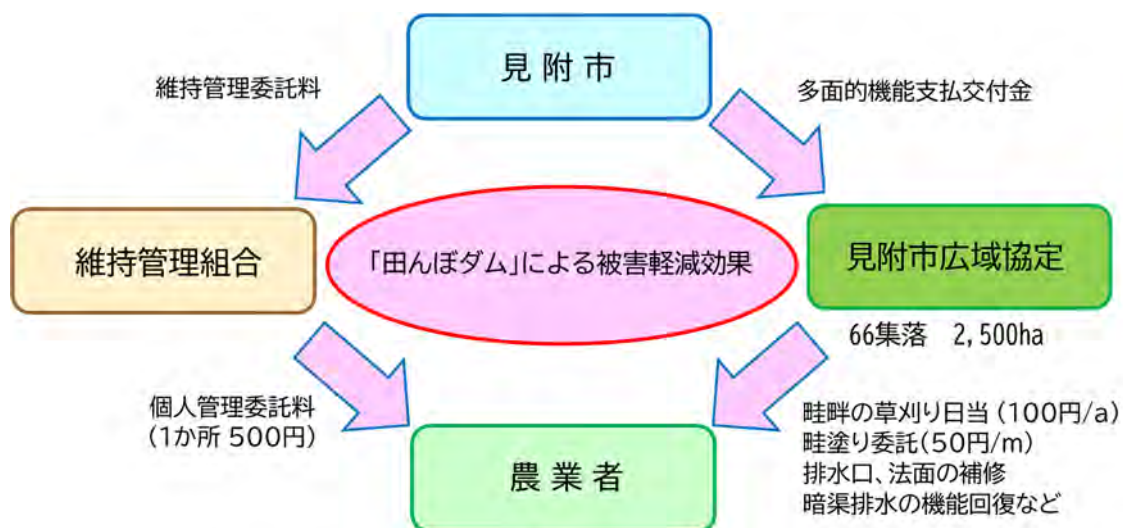 見附市
維持管理委託料
多面的機能支払交付金
維持管理組合
「田んぼダム」による被害軽減効果
見附市広域協定
66集落 2,500ha
個人管理委託料
(1か所 500円)
農業者
畦畔の草刈り日当(100円/a)
畦塗り委託(50円/m)
排水口、法面の補修
暗渠排水の機能回復など